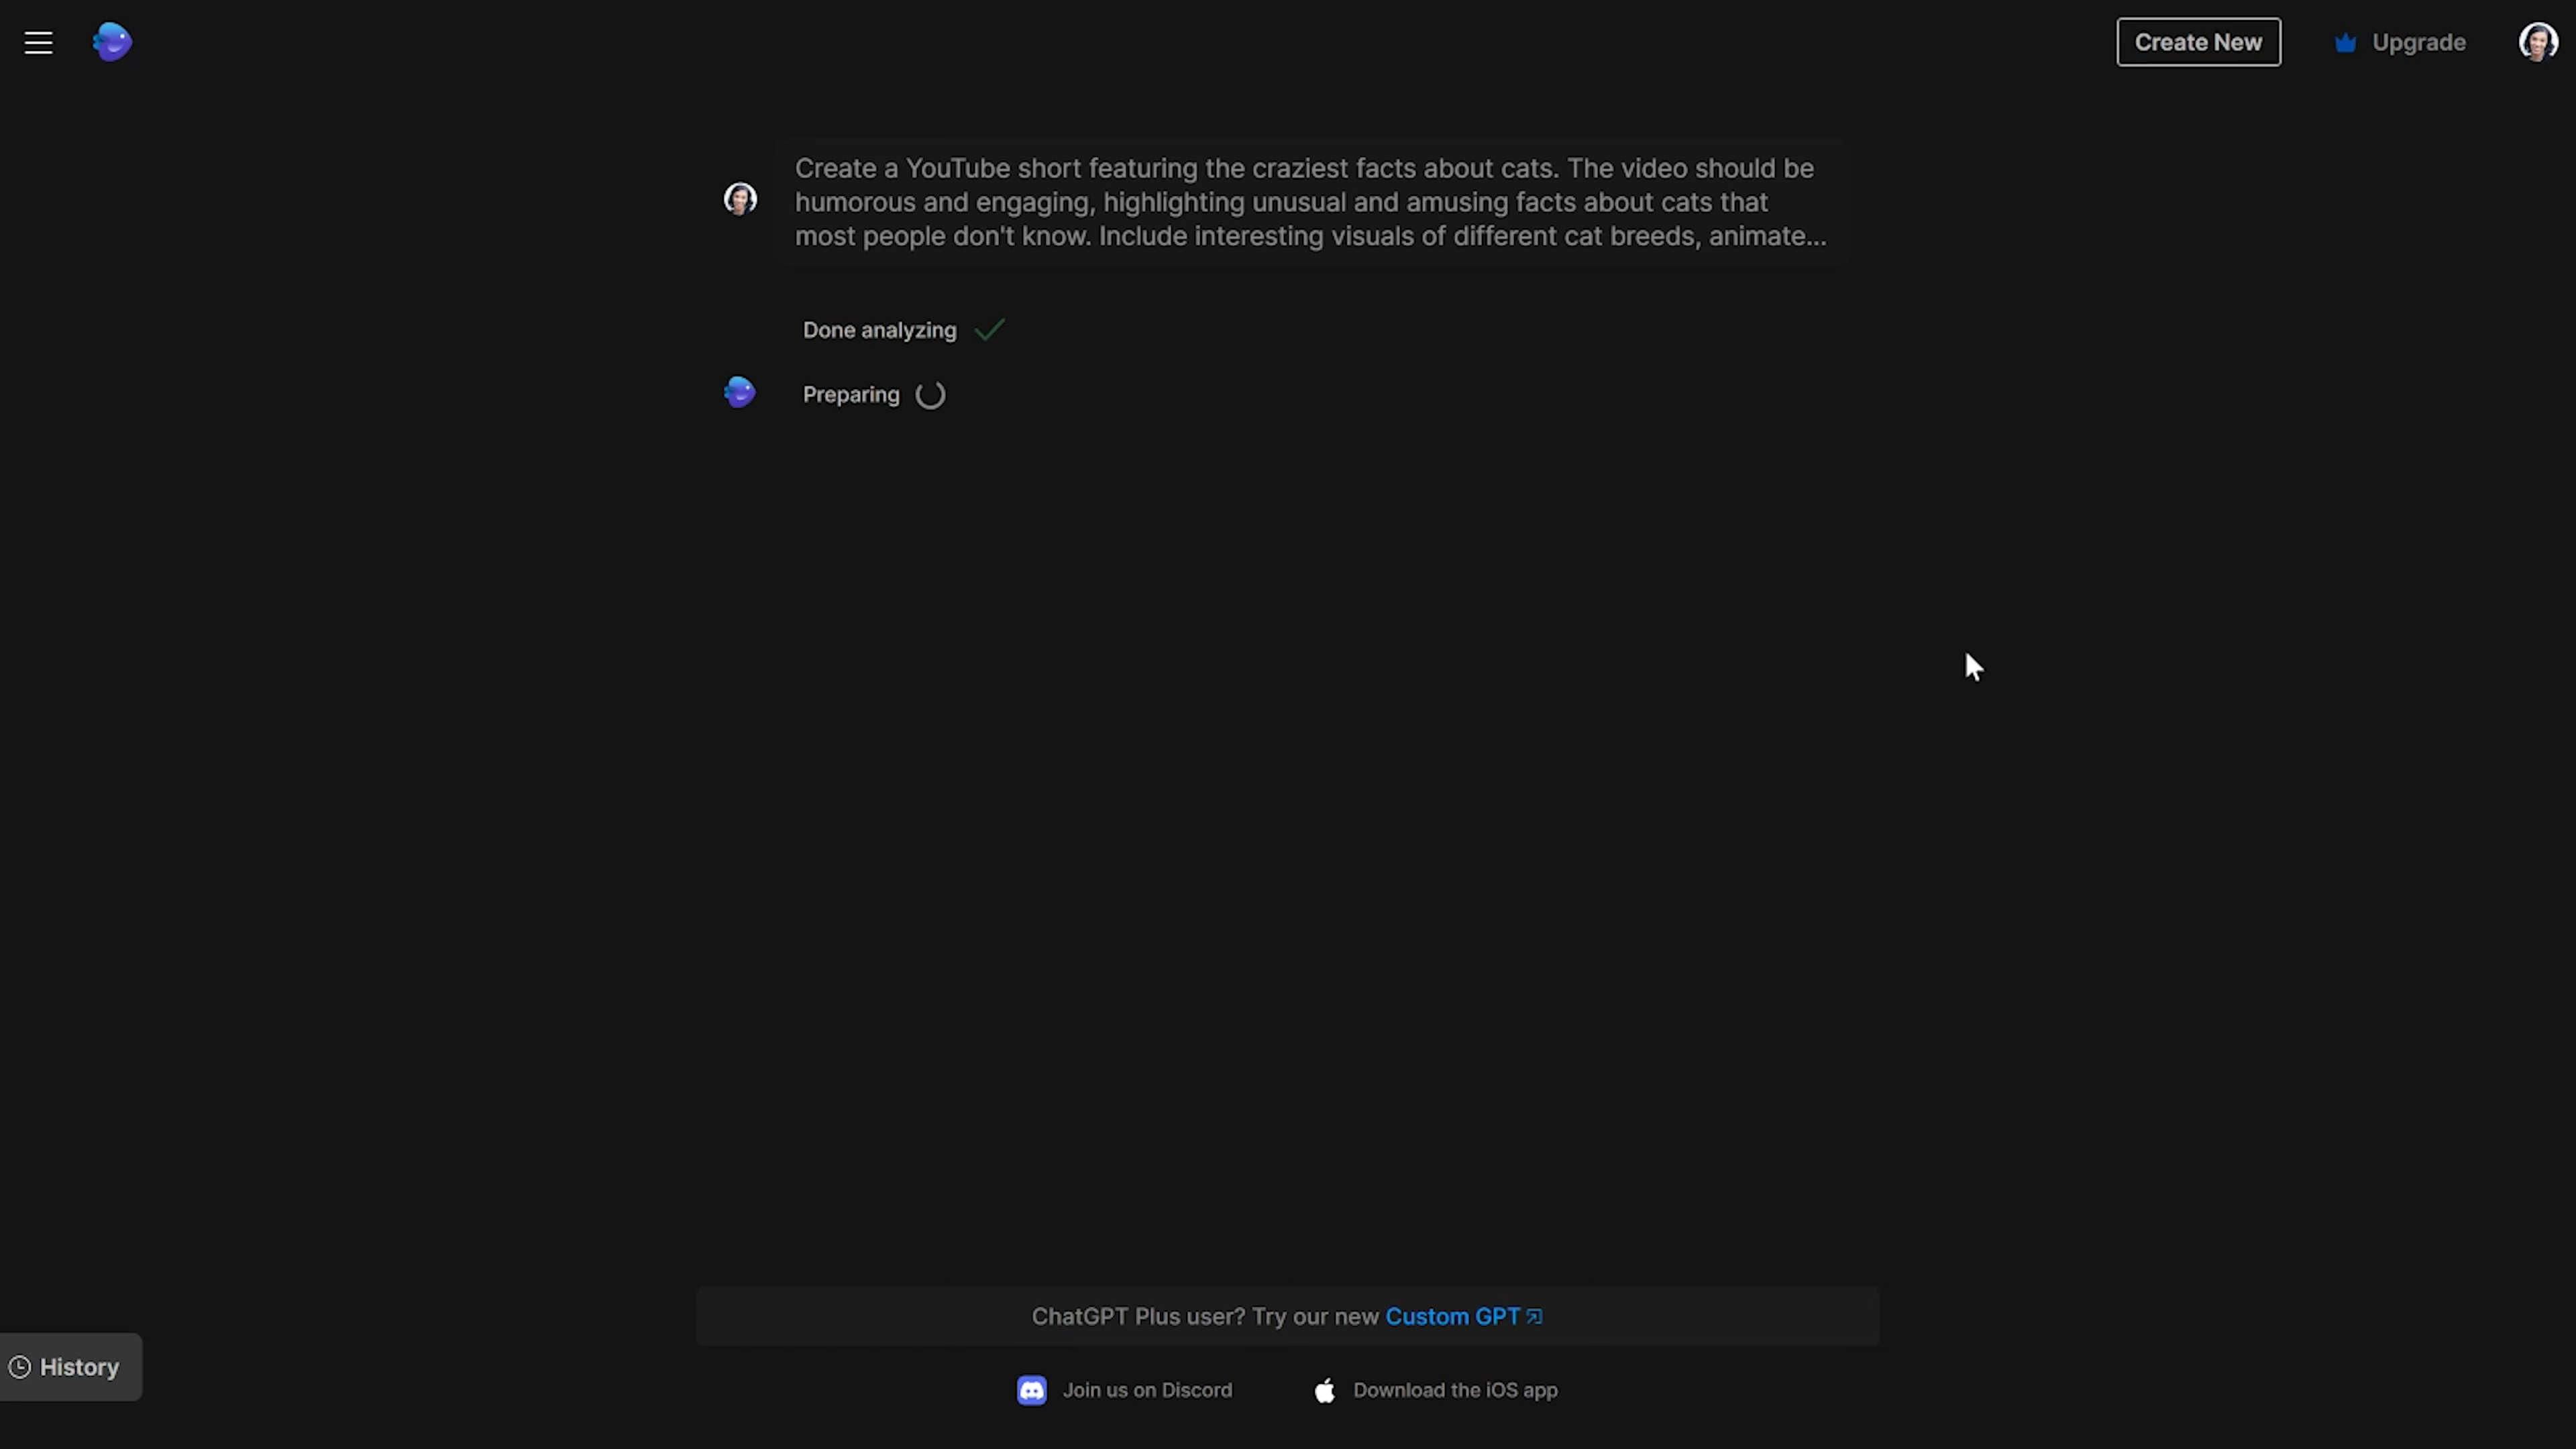 Create New
Upgrade
Create a YouTube short featuring the craziest facts about cats. The video should be
humorous and engaging, highlighting unusual and amusing facts about cats that
most people don't know. Include interesting visuals of different cat breeds, animate...
Done analyzing
Preparing
ChatGPT Plus user? Try our new Custom GPT
History
Join us on Discord
Download the iOS app